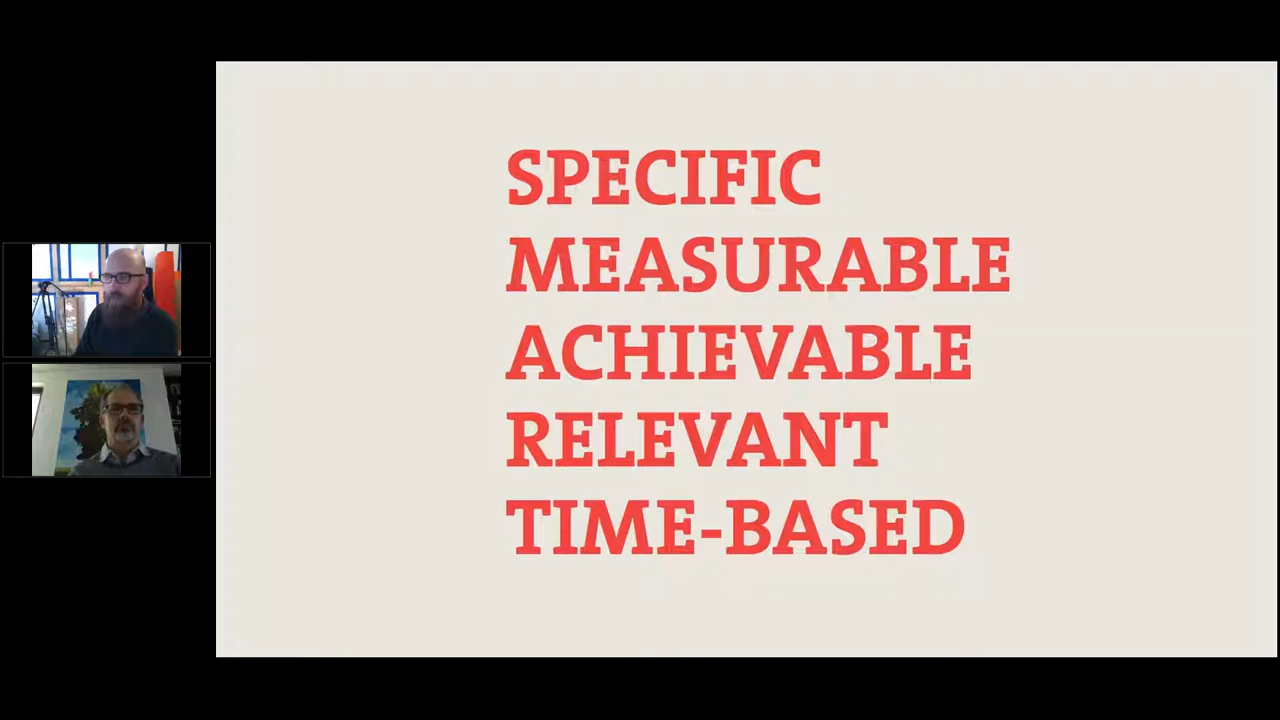 SPECIFIC
MEASURABLE
ACHIEVABLE
RELEVANT
TIME-BASED